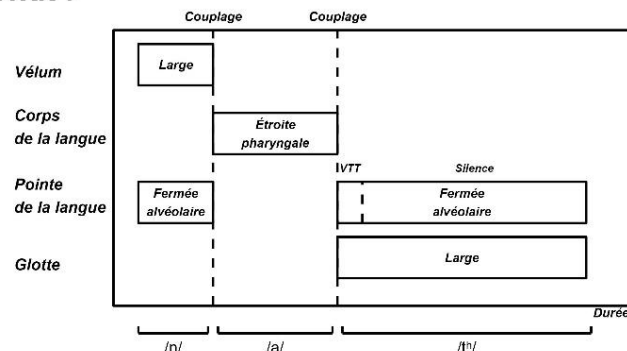 Couplage Couplage
Vélum
Large
Corps
de la langue
Étroite
pharyngale
VTT Silence
Pointe
de la langue
Fermée
alvéolaire
Fermée
alvéolaire
Glotte
Large
Durée
/n/ /a/ /tʰ/